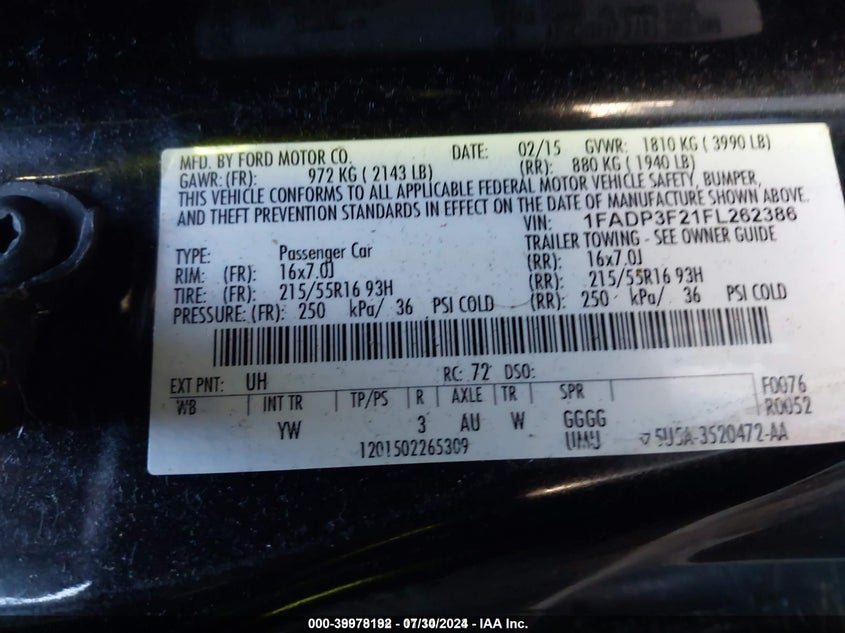 MFD. BY FORD MOTOR CO. DATE: 02/15 GVWR: 1810 KG ( 3990 LB)
GAWR: (FR): 972 KG ( 2143 LB) (RR): 880 KG ( 1940 LB)
THIS VEHICLE CONFORMS TO ALL APPLICABLE FEDERAL MOTOR VEHICLE SAFETY, BUMPER,
AND THEFT PREVENTION STANDARDS IN EFFECT ON THE DATE OF MANUFACTURE SHOWN ABOVE.
VIN: 1FADP3F21FL262386
TRAILER TOWING - SEE OWNER GUIDE
TYPE: Passenger Car
RIM: (FR): 16x7.0J (RR): 16x7.0J
TIRE: (FR): 215/55R16 93H (RR): 215/55R16 93H
PRESSURE: (FR): 250 kPa/ 36 PSI COLD (RR): 250 kPa/ 36 PSI COLD
EXT PNT: UH RC: 72 DSO:
WB INT TR TP/PS R AXLE TR SPR F0076
YW 3 AU W GGGG R0052
1201502265309 UMU 5U5A-3520472-AA
000-39978192 - 07/30/2024 - IAA Inc.